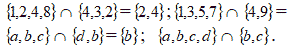 {1,2,4,8} ∩ {4,3,2} = {2,4}; {1,3,5,7} ∩ {4,9} =
{a,b,c} ∩ {d,b} = {b}; {a,b,c,d} ∩ {b,c}.